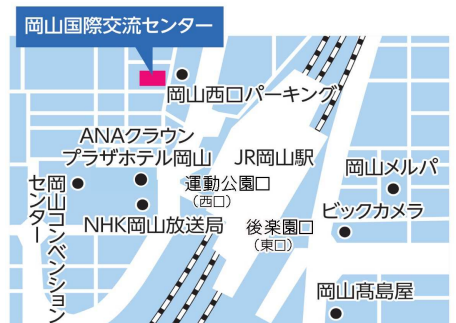 岡山国際交流センター
岡山西口パーキング
ANAクラウン
プラザホテル岡山
JR岡山駅
岡山メルパ
運動公園口
（西口）
岡山コンベンション
センター
ビックカメラ
NHK岡山放送局
後楽園口
（東口）
岡山髙島屋